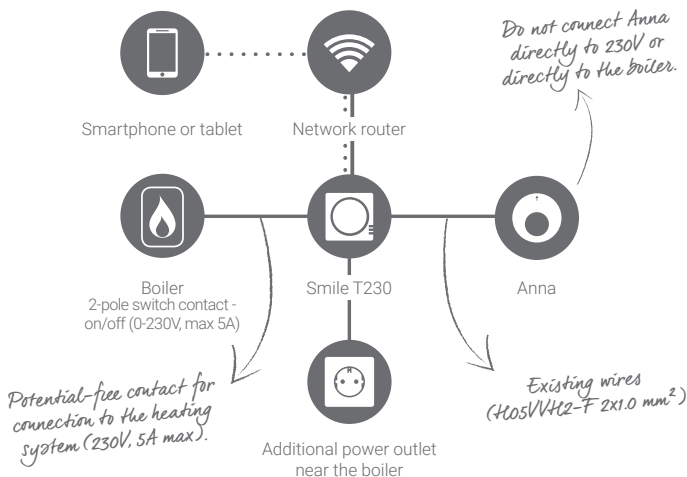 Do not connect Anna
directly to 230V or
directly to the boiler.
Smartphone or tablet
Network router
Boiler
2-pole switch contact -
on/off (0-230V, max 5A)
Smile T230
Anna
Potential-free contact for
connection to the heating
system (230V, 5A max).
Existing wires
(H05VVH2-F 2x1.0 mm²)
Additional power outlet
near the boiler